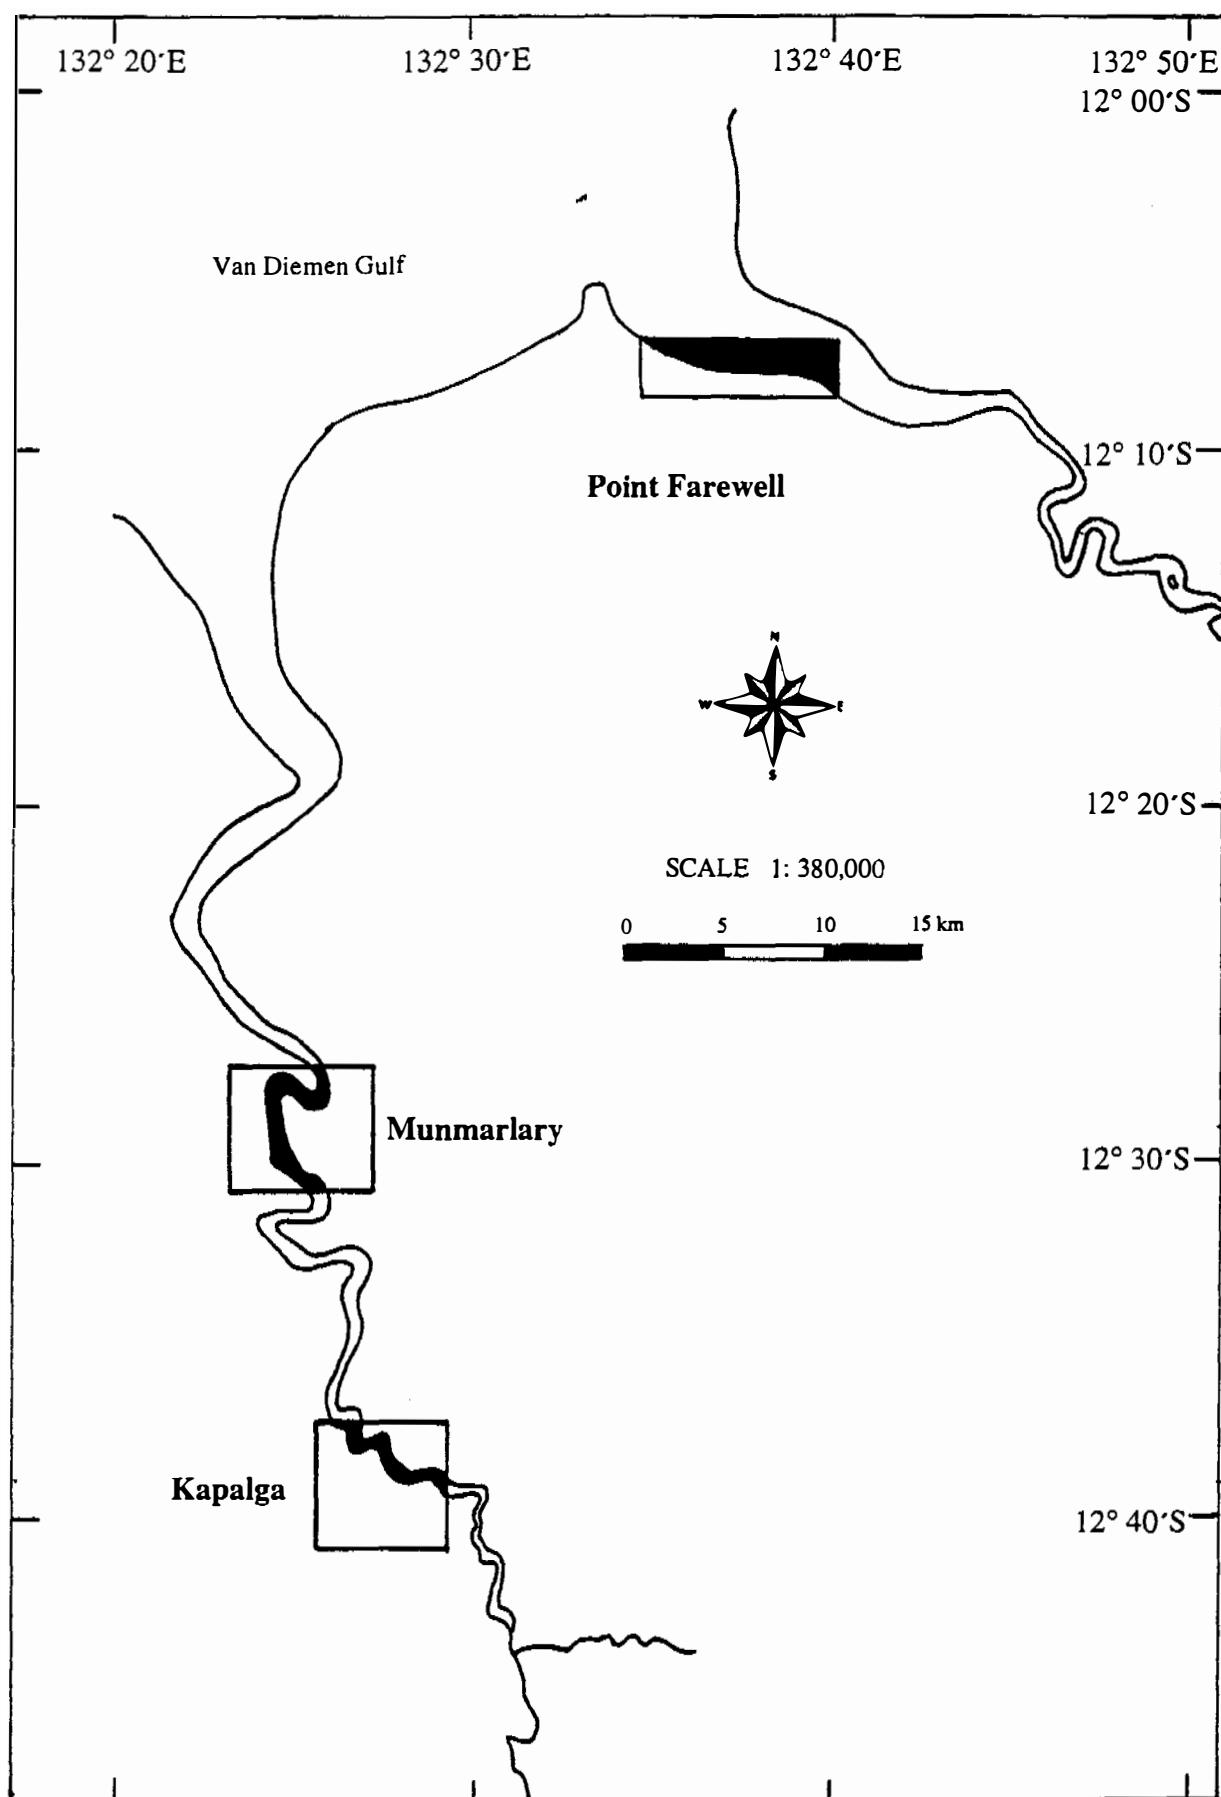 132° 20´E 132° 30´E 132° 40´E 132° 50´E
12° 00´S
Van Diemen Gulf
12° 10´S
Point Farewell
N
W E
S
12° 20´S
SCALE 1: 380,000
0 5 10 15 km
Munmarlary
12° 30´S
Kapalga
12° 40´S